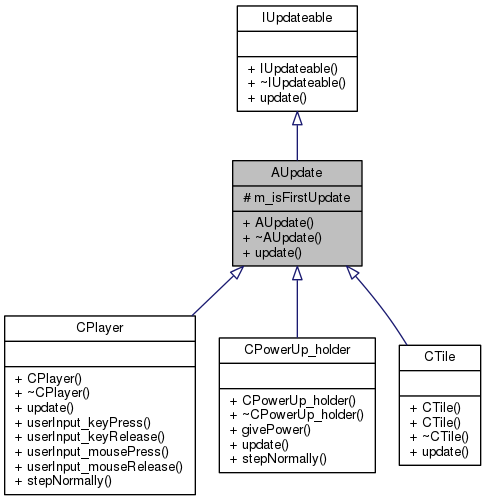 IUpdateable
+ IUpdateable()
+ ~IUpdateable()
+ update()
AUpdate
# m_isFirstUpdate
+ AUpdate()
+ ~AUpdate()
+ update()
CPlayer
+ CPlayer()
+ ~CPlayer()
+ update()
+ userInput_keyPress()
+ userInput_keyRelease()
+ userInput_mousePress()
+ userInput_mouseRelease()
+ stepNormally()
CPowerUp_holder
+ CPowerUp_holder()
+ ~CPowerUp_holder()
+ givePower()
+ update()
+ stepNormally()
CTile
+ CTile()
+ CTile()
+ ~CTile()
+ update()